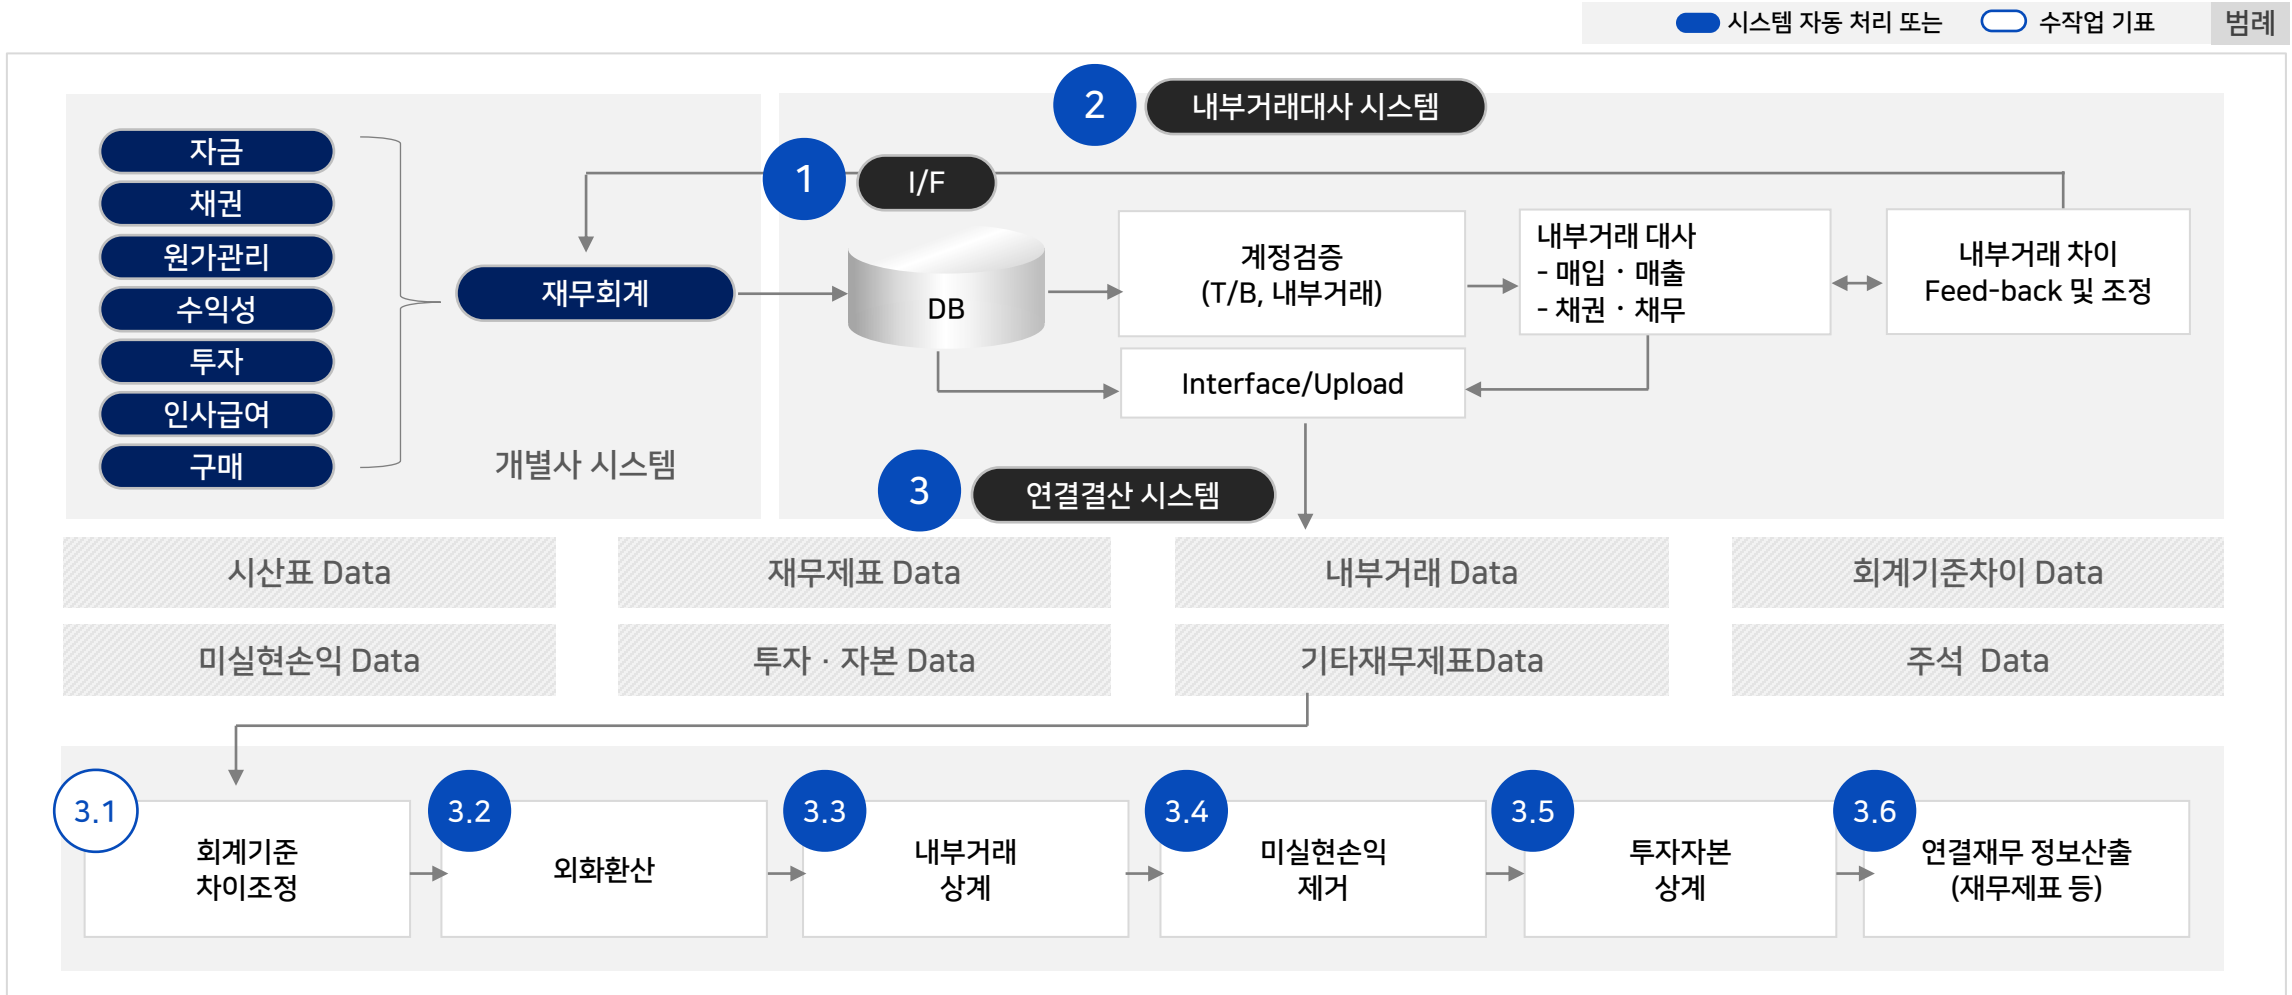 시스템 자동 처리 또는
수작업 기표
범례
2
내부거래대사 시스템
자금
채권
원가관리
수익성
투자
인사급여
구매
재무회계
개별사 시스템
1
I/F
DB
계정검증
(T/B, 내부거래)
내부거래 대사
- 매입 · 매출
- 채권 · 채무
내부거래 차이
Feed-back 및 조정
Interface/Upload
3
연결결산 시스템
시산표 Data
재무제표 Data
내부거래 Data
회계기준차이 Data
미실현손익 Data
투자 · 자본 Data
기타재무제표Data
주석 Data
3.1
회계기준
차이조정
3.2
외화환산
3.3
내부거래
상계
3.4
미실현손익
제거
3.5
투자자본
상계
3.6
연결재무 정보산출
(재무제표 등)